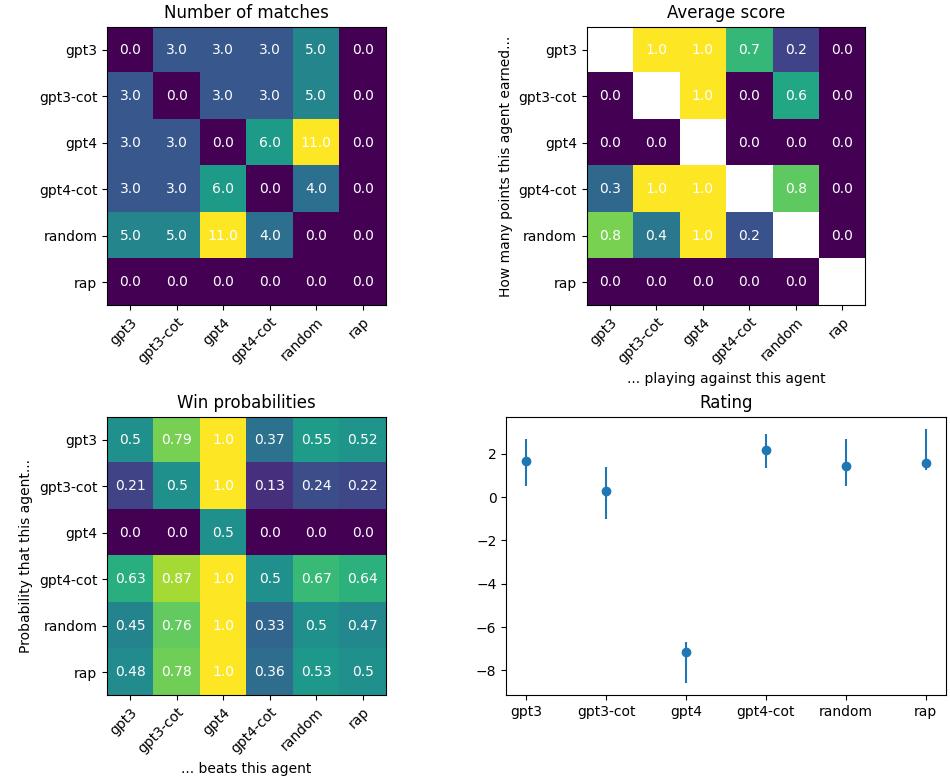 Number of matches
gpt3 0.0 3.0 3.0 3.0 5.0 0.0
gpt3-cot 3.0 0.0 3.0 3.0 5.0 0.0
gpt4 3.0 3.0 0.0 6.0 11.0 0.0
gpt4-cot 3.0 3.0 6.0 0.0 4.0 0.0
random 5.0 5.0 11.0 4.0 0.0 0.0
rap 0.0 0.0 0.0 0.0 0.0 0.0
gpt3 gpt3-cot gpt4 gpt4-cot random rap
Average score
How many points this agent earned...
gpt3 1.0 1.0 0.7 0.2 0.0
gpt3-cot 0.0 1.0 0.0 0.6 0.0
gpt4 0.0 0.0 0.0 0.0 0.0
gpt4-cot 0.3 1.0 1.0 0.8 0.0
random 0.8 0.4 1.0 0.2 0.0
rap 0.0 0.0 0.0 0.0 0.0
gpt3 gpt3-cot gpt4 gpt4-cot random rap
... playing against this agent
Win probabilities
Probability that this agent...
gpt3 0.5 0.79 1.0 0.37 0.55 0.52
gpt3-cot 0.21 0.5 1.0 0.13 0.24 0.22
gpt4 0.0 0.0 0.5 0.0 0.0 0.0
gpt4-cot 0.63 0.87 1.0 0.5 0.67 0.64
random 0.45 0.76 1.0 0.33 0.5 0.47
rap 0.48 0.78 1.0 0.36 0.53 0.5
gpt3 gpt3-cot gpt4 gpt4-cot random rap
... beats this agent
Rating
2
0
−2
−4
−6
−8
gpt3 gpt3-cot gpt4 gpt4-cot random rap